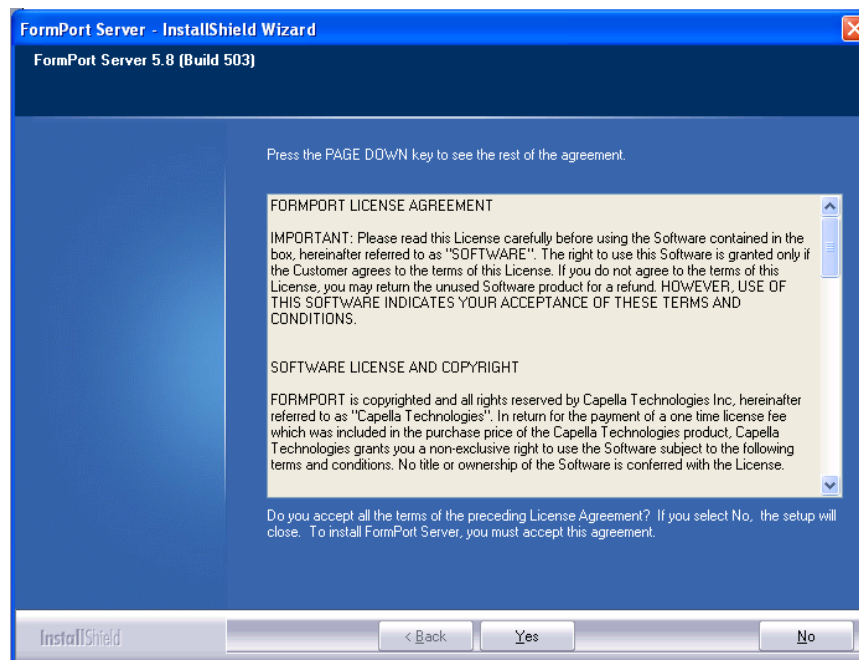 FormPort Server - InstallShield Wizard
FormPort Server 5.8 (Build 503)
Press the PAGE DOWN key to see the rest of the agreement.
FORMPORT LICENSE AGREEMENT
IMPORTANT: Please read this License carefully before using the Software contained in the
box, hereinafter referred to as "SOFTWARE". The right to use this Software is granted only if
the Customer agrees to the terms of this License. If you do not agree to the terms of this
License, you may return the unused Software product for a refund. HOWEVER, USE OF
THIS SOFTWARE INDICATES YOUR ACCEPTANCE OF THESE TERMS AND
CONDITIONS.
SOFTWARE LICENSE AND COPYRIGHT
FORMPORT is copyrighted and all rights reserved by Capella Technologies Inc, hereinafter
referred to as "Capella Technologies". In return for the payment of a one time license fee
which was included in the purchase price of the Capella Technologies product, Capella
Technologies grants you a non-exclusive right to use the Software subject to the following
terms and conditions. No title or ownership of the Software is conferred with the License.
Do you accept all the terms of the preceding License Agreement? If you select No, the setup will
close. To install FormPort Server, you must accept this agreement.
InstallShield
< Back
Yes
No